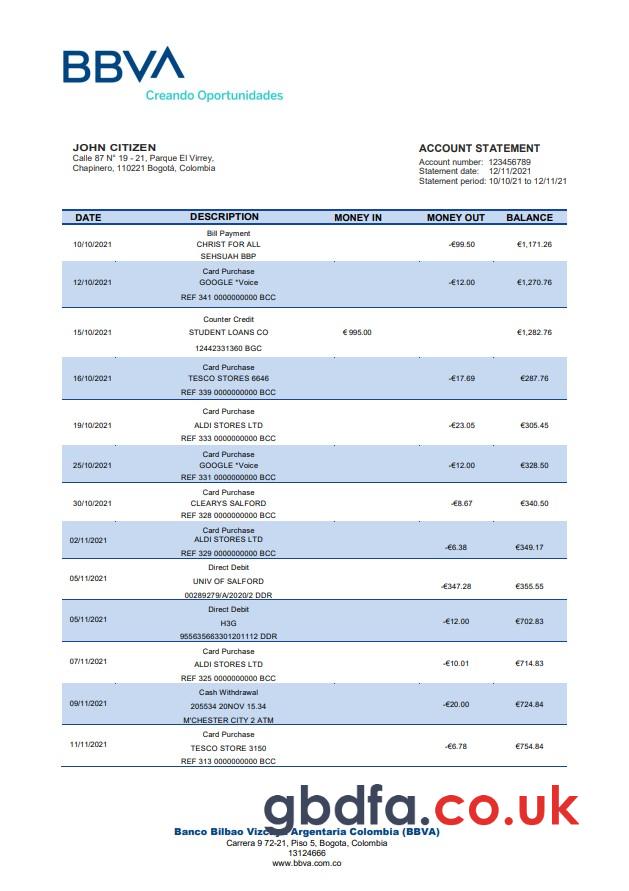 BBVA
Creando Oportunidades
JOHN CITIZEN
Calle 87 N° 19 - 21, Parque El Virrey,
Chapinero, 110221 Bogotá, Colombia
ACCOUNT STATEMENT
Account number: 123456789
Statement date: 12/11/2021
Statement period: 10/10/21 to 12/11/21
DATE DESCRIPTION MONEY IN MONEY OUT BALANCE
Bill Payment
10/10/2021 CHRIST FOR ALL -€99.50 €1,171.26
SEHSUAH BBP
Card Purchase
12/10/2021 GOOGLE *Voice -€12.00 €1,270.76
REF 341 0000000000 BCC
Counter Credit
15/10/2021 STUDENT LOANS CO € 995.00 €1,282.76
12442331360 BGC
Card Purchase
16/10/2021 TESCO STORES 6646 -€17.69 €287.76
REF 339 0000000000 BCC
Card Purchase
19/10/2021 ALDI STORES LTD -€23.05 €305.45
REF 333 0000000000 BCC
Card Purchase
25/10/2021 GOOGLE *Voice -€12.00 €328.50
REF 331 0000000000 BCC
Card Purchase
30/10/2021 CLEARYS SALFORD -€8.67 €340.50
REF 328 0000000000 BCC
Card Purchase
02/11/2021 ALDI STORES LTD -€6.38 €349.17
REF 329 0000000000 BCC
Direct Debit
05/11/2021 UNIV OF SALFORD -€347.28 €355.55
00289279/A/2020/2 DDR
Direct Debit
05/11/2021 H3G -€12.00 €702.83
955635663301201112 DDR
Card Purchase
07/11/2021 ALDI STORES LTD -€10.01 €714.83
REF 325 0000000000 BCC
Cash Withdrawal
09/11/2021 205534 20NOV 15.34 -€20.00 €724.84
M'CHESTER CITY 2 ATM
Card Purchase
11/11/2021 TESCO STORE 3150 -€6.78 €754.84
REF 313 0000000000 BCC
gbdfa.co.uk
Banco Bilbao Vizcaya Argentaria Colombia (BBVA)
Carrera 9 72-21, Piso 5, Bogota, Colombia
13124666
www.bbva.com.co